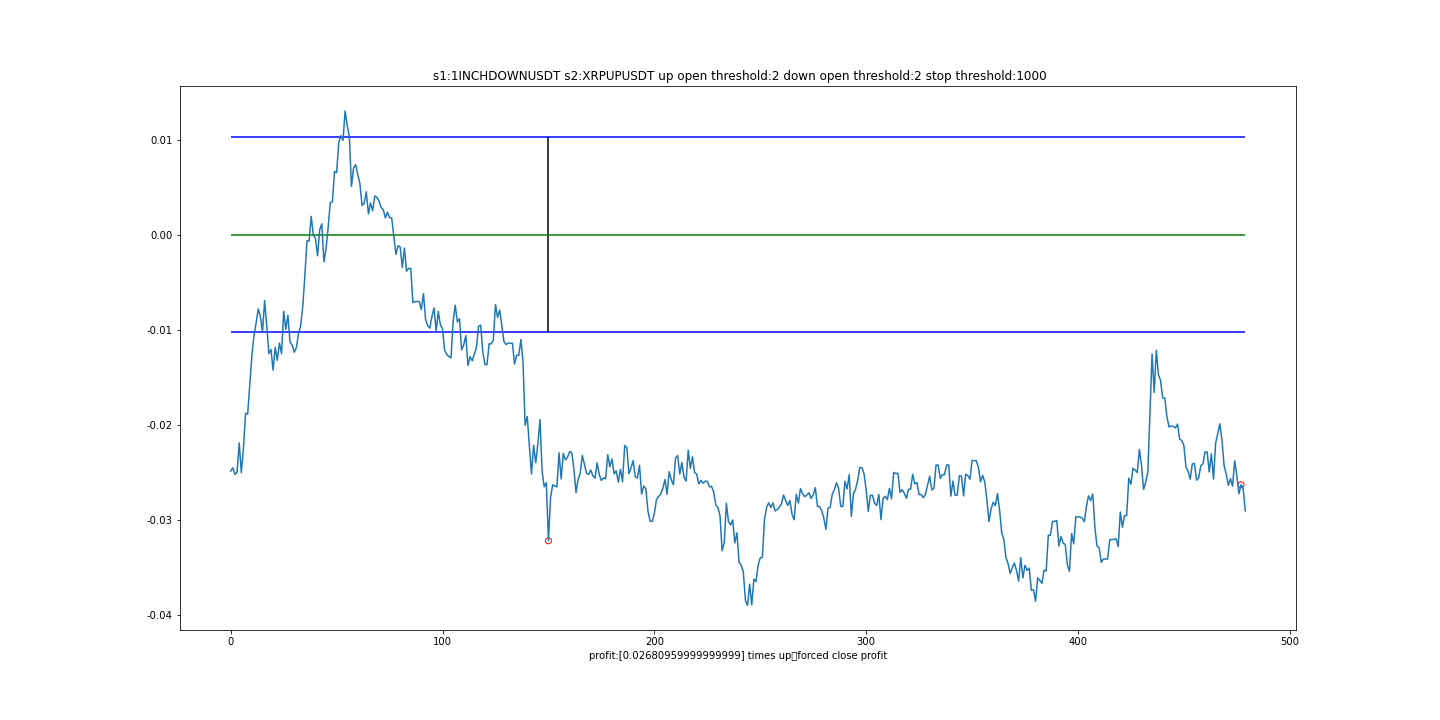 s1:1INCHDOWNUSDT s2:XRPUPUSDT up open threshold:2 down open threshold:2 stop threshold:1000
0.01
0.00
-0.01
-0.02
-0.03
-0.04
0 100 200 300 400 500
profit:[0.02680959999999999] times up▯forced close profit